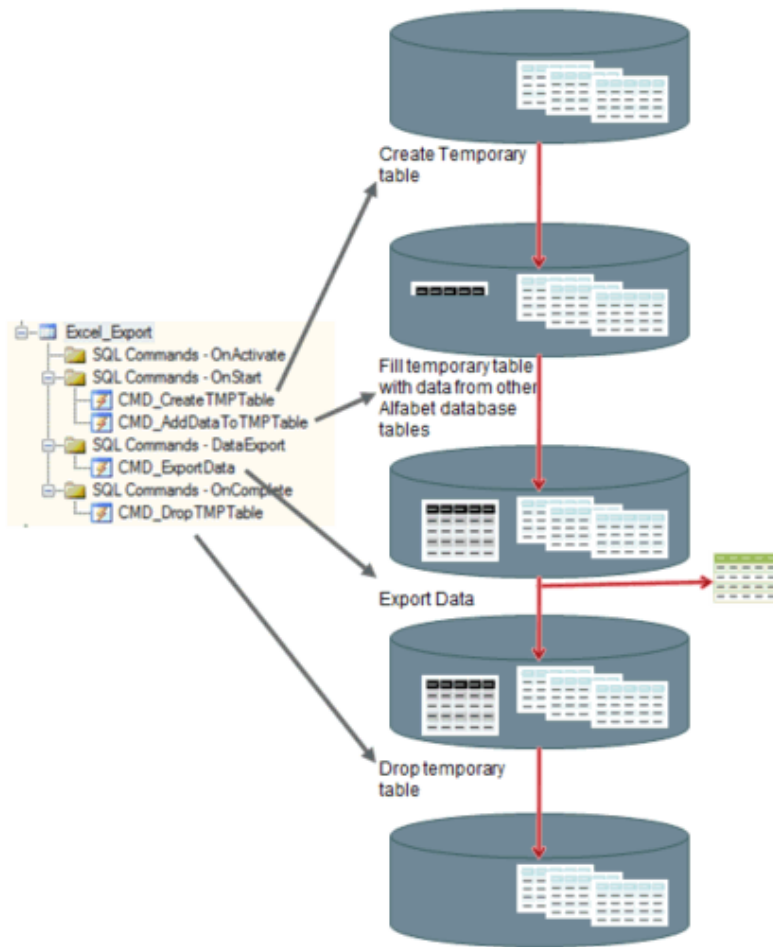 Create Temporary
table
Excel_Export
SQL Commands - OnActivate
SQL Commands - OnStart
CMD_CreateTMPTable
CMD_AddDataToTMPTable
SQL Commands - DataExport
CMD_ExportData
SQL Commands - OnComplete
CMD_DropTMPTable
Fill temporary table
with data from other
Alfabet database
tables
Export Data
Drop temporary
table